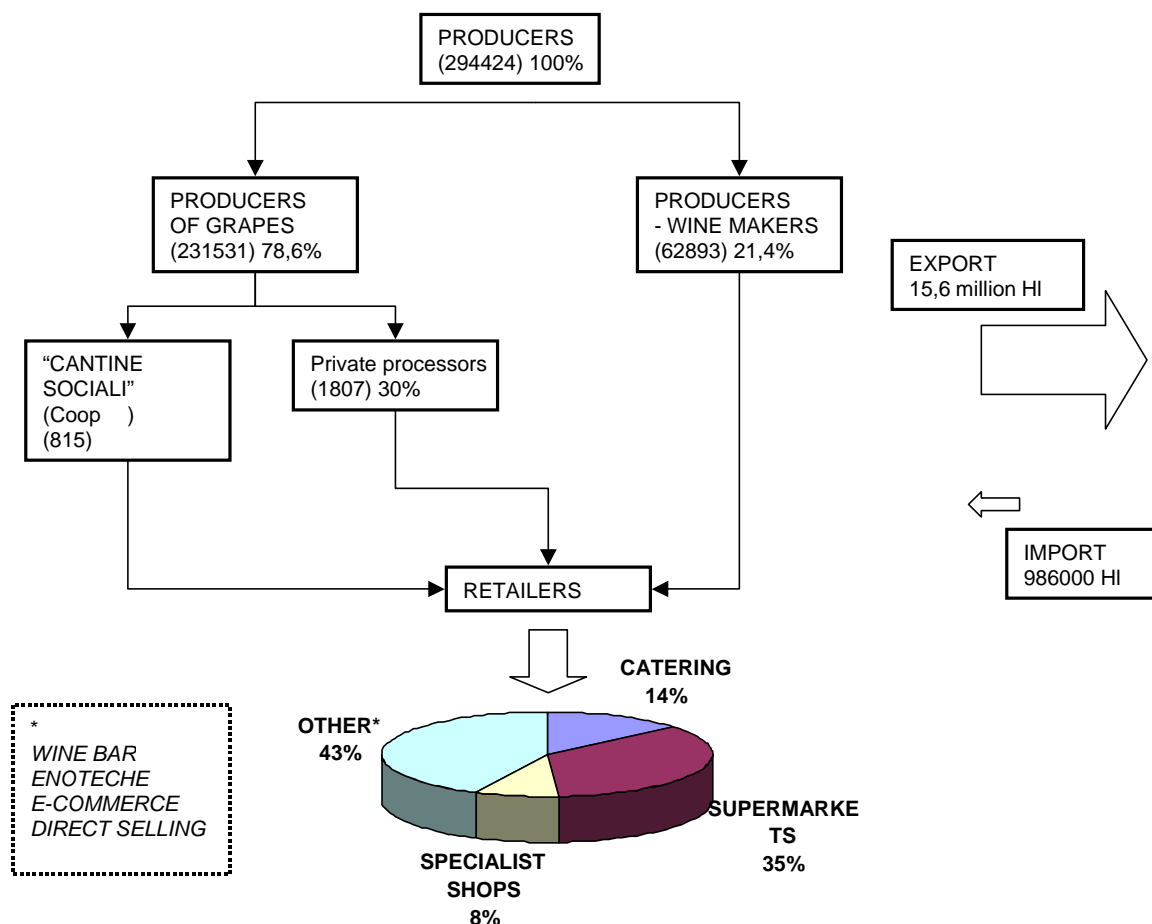 PRODUCERS
(294424) 100%
PRODUCERS
OF GRAPES
(231531) 78,6%
PRODUCERS
- WINE MAKERS
(62893) 21,4%
EXPORT
15,6 million Hl
“CANTINE
SOCIALI”
(Coop )
(815)
Private processors
(1807) 30%
IMPORT
986000 Hl
RETAILERS
CATERING
14%
OTHER*
43%
SUPERMARKE
TS
35%
SPECIALIST
SHOPS
8%
*
WINE BAR
ENOTECHE
E-COMMERCE
DIRECT SELLING